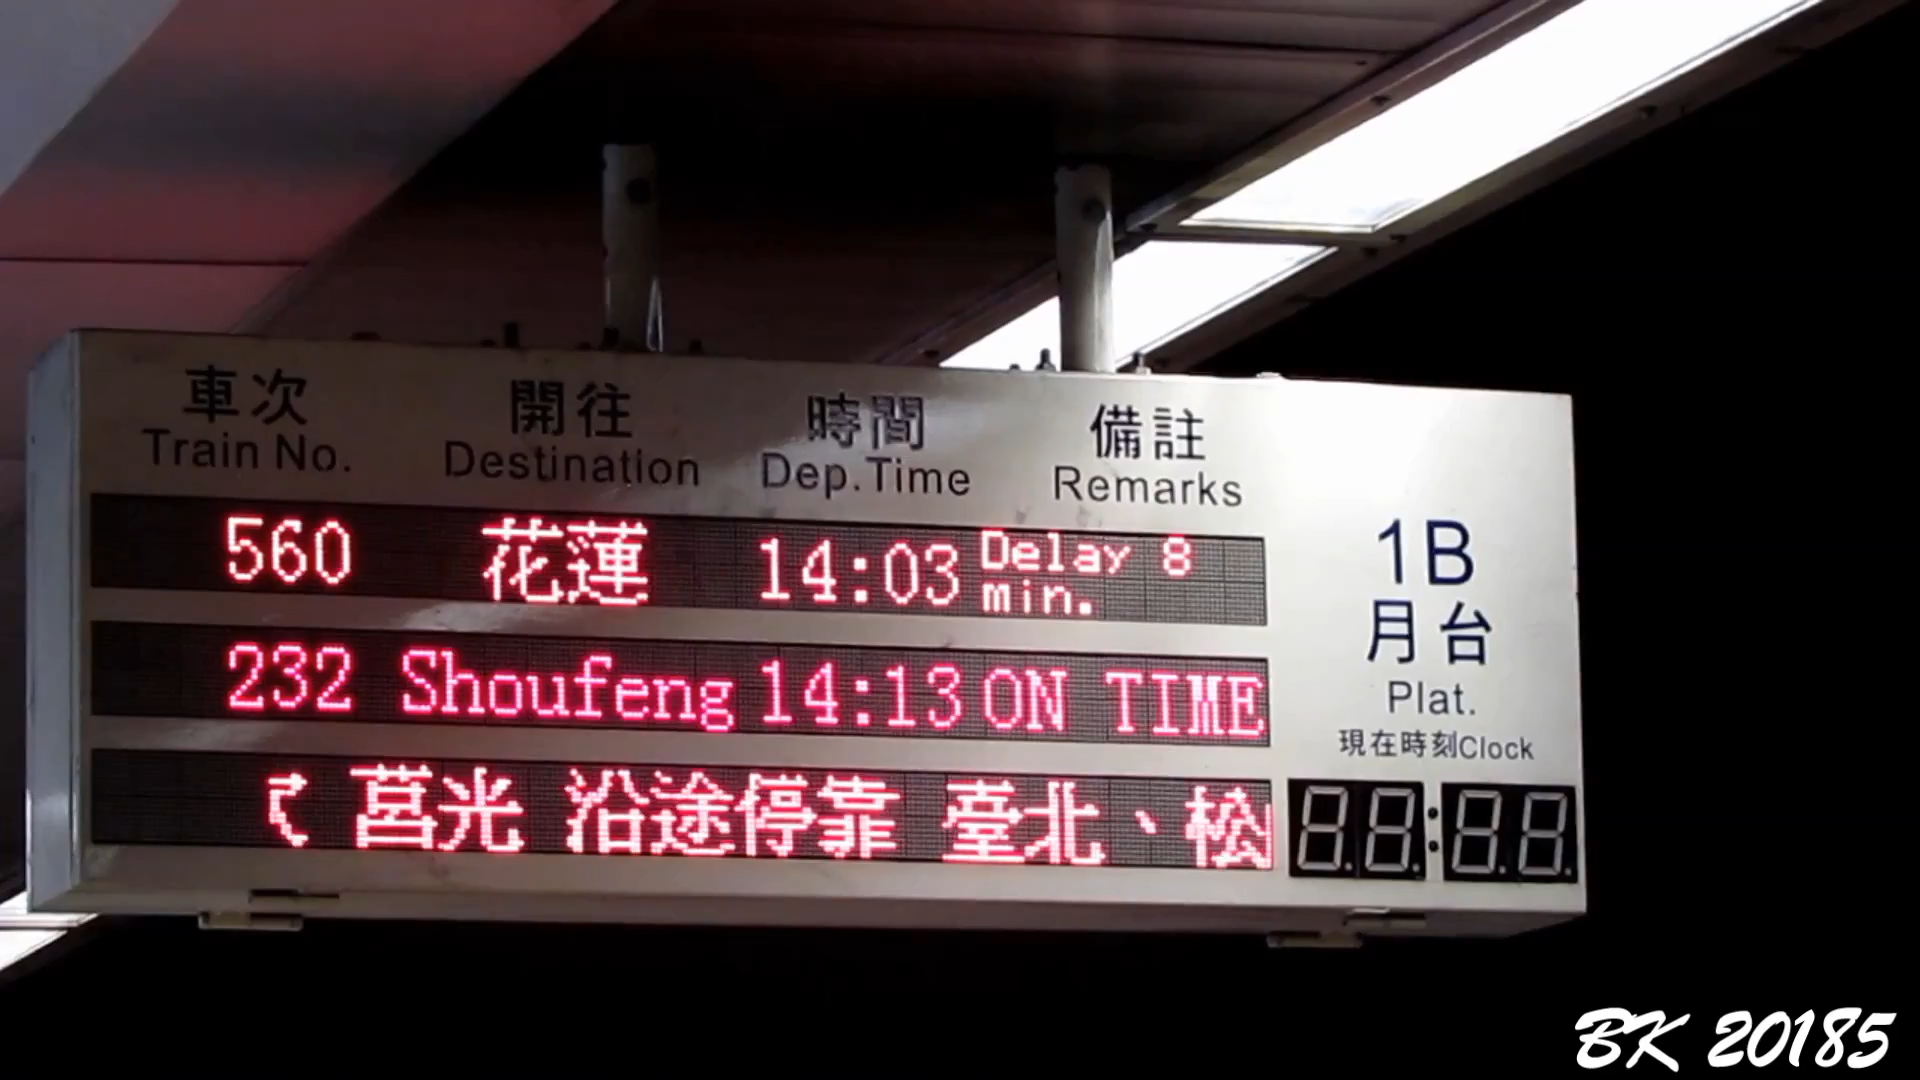 車次 開往 時間 備註
Train No. Destination Dep.Time Remarks
560 花蓮 14:03 Delay 8 min.
232 Shoufeng 14:13 ON TIME
莒光 沿途停靠 臺北、松
1B
月台
Plat.
現在時刻Clock
88:88
BK 20185